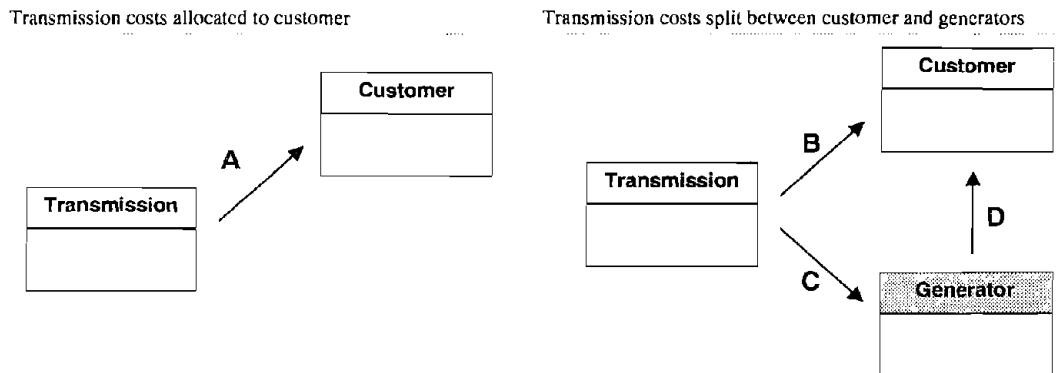 Transmission costs allocated to customer
Customer
A
Transmission
Transmission costs split between customer and generators
Customer
B
Transmission
D
C
Generator